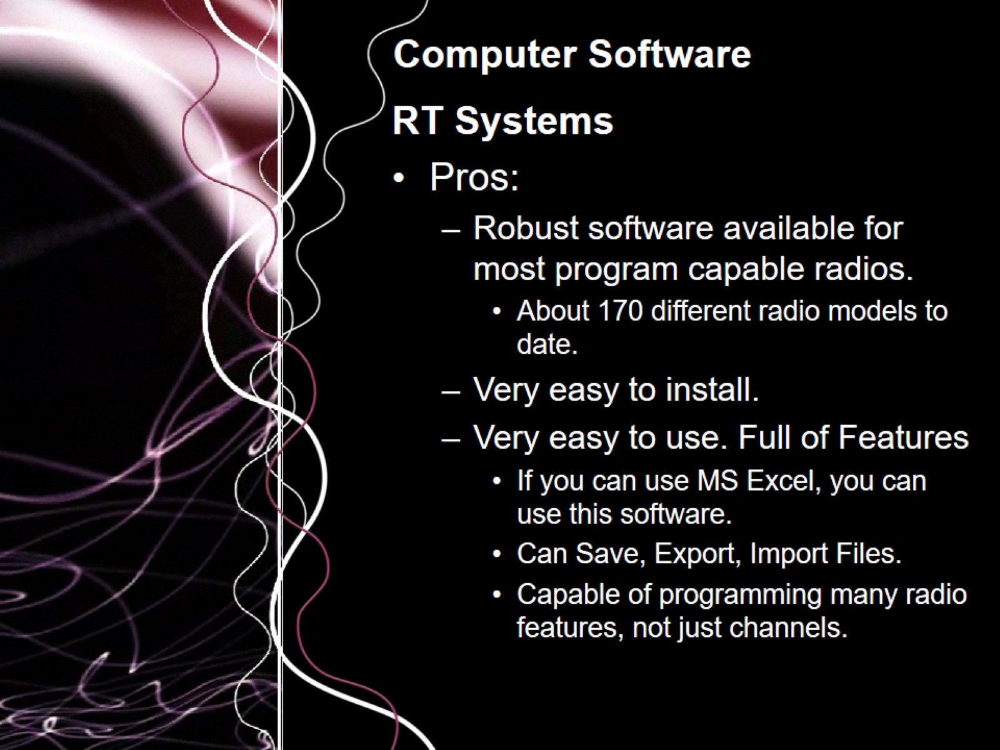 Computer Software
RT Systems
• Pros:
– Robust software available for
most program capable radios.
• About 170 different radio models to
date.
– Very easy to install.
– Very easy to use. Full of Features
• If you can use MS Excel, you can
use this software.
• Can Save, Export, Import Files.
• Capable of programming many radio
features, not just channels.